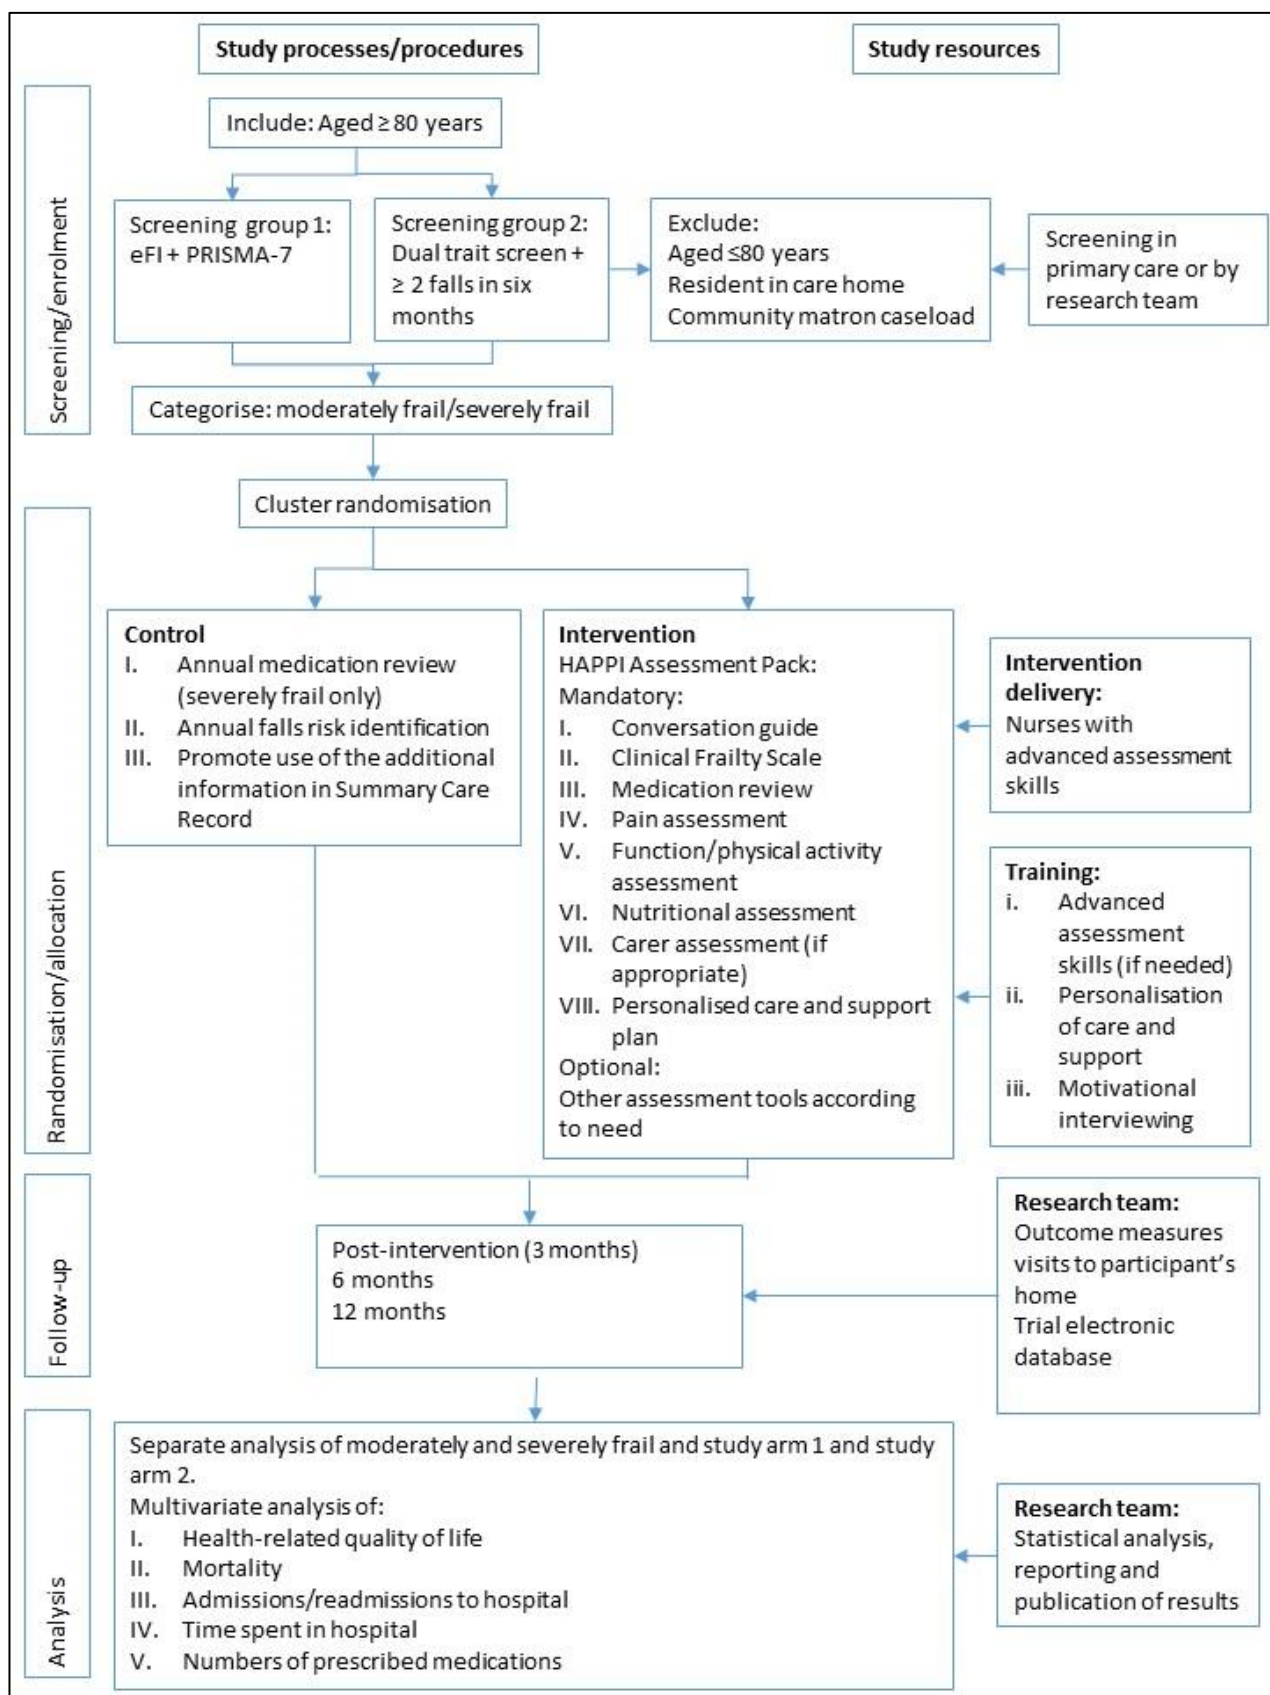 Study processes/procedures
Study resources
Screening/enrolment
Include: Aged ≥ 80 years
Screening group 1:
eFI + PRISMA-7
Screening group 2:
Dual trait screen +
≥ 2 falls in six
months
Exclude:
Aged ≤80 years
Resident in care home
Community matron caseload
Screening in
primary care or by
research team
Categorise: moderately frail/severely frail
Cluster randomisation
Randomisation/allocation
Control
I. Annual medication review
(severely frail only)
II. Annual falls risk identification
III. Promote use of the additional
information in Summary Care
Record
Intervention
HAPPI Assessment Pack:
Mandatory:
I. Conversation guide
II. Clinical Frailty Scale
III. Medication review
IV. Pain assessment
V. Function/physical activity
assessment
VI. Nutritional assessment
VII. Carer assessment (if
appropriate)
VIII. Personalised care and support
plan
Optional:
Other assessment tools according
to need
Intervention
delivery:
Nurses with
advanced assessment
skills
Training:
i. Advanced
assessment
skills (if needed)
ii. Personalisation
of care and
support
iii. Motivational
interviewing
Follow-up
Post-intervention (3 months)
6 months
12 months
Research team:
Outcome measures
visits to participant's
home
Trial electronic
database
Analysis
Separate analysis of moderately and severely frail and study arm 1 and study
arm 2.
Multivariate analysis of:
I. Health-related quality of life
II. Mortality
III. Admissions/readmissions to hospital
IV. Time spent in hospital
V. Numbers of prescribed medications
Research team:
Statistical analysis,
reporting and
publication of results